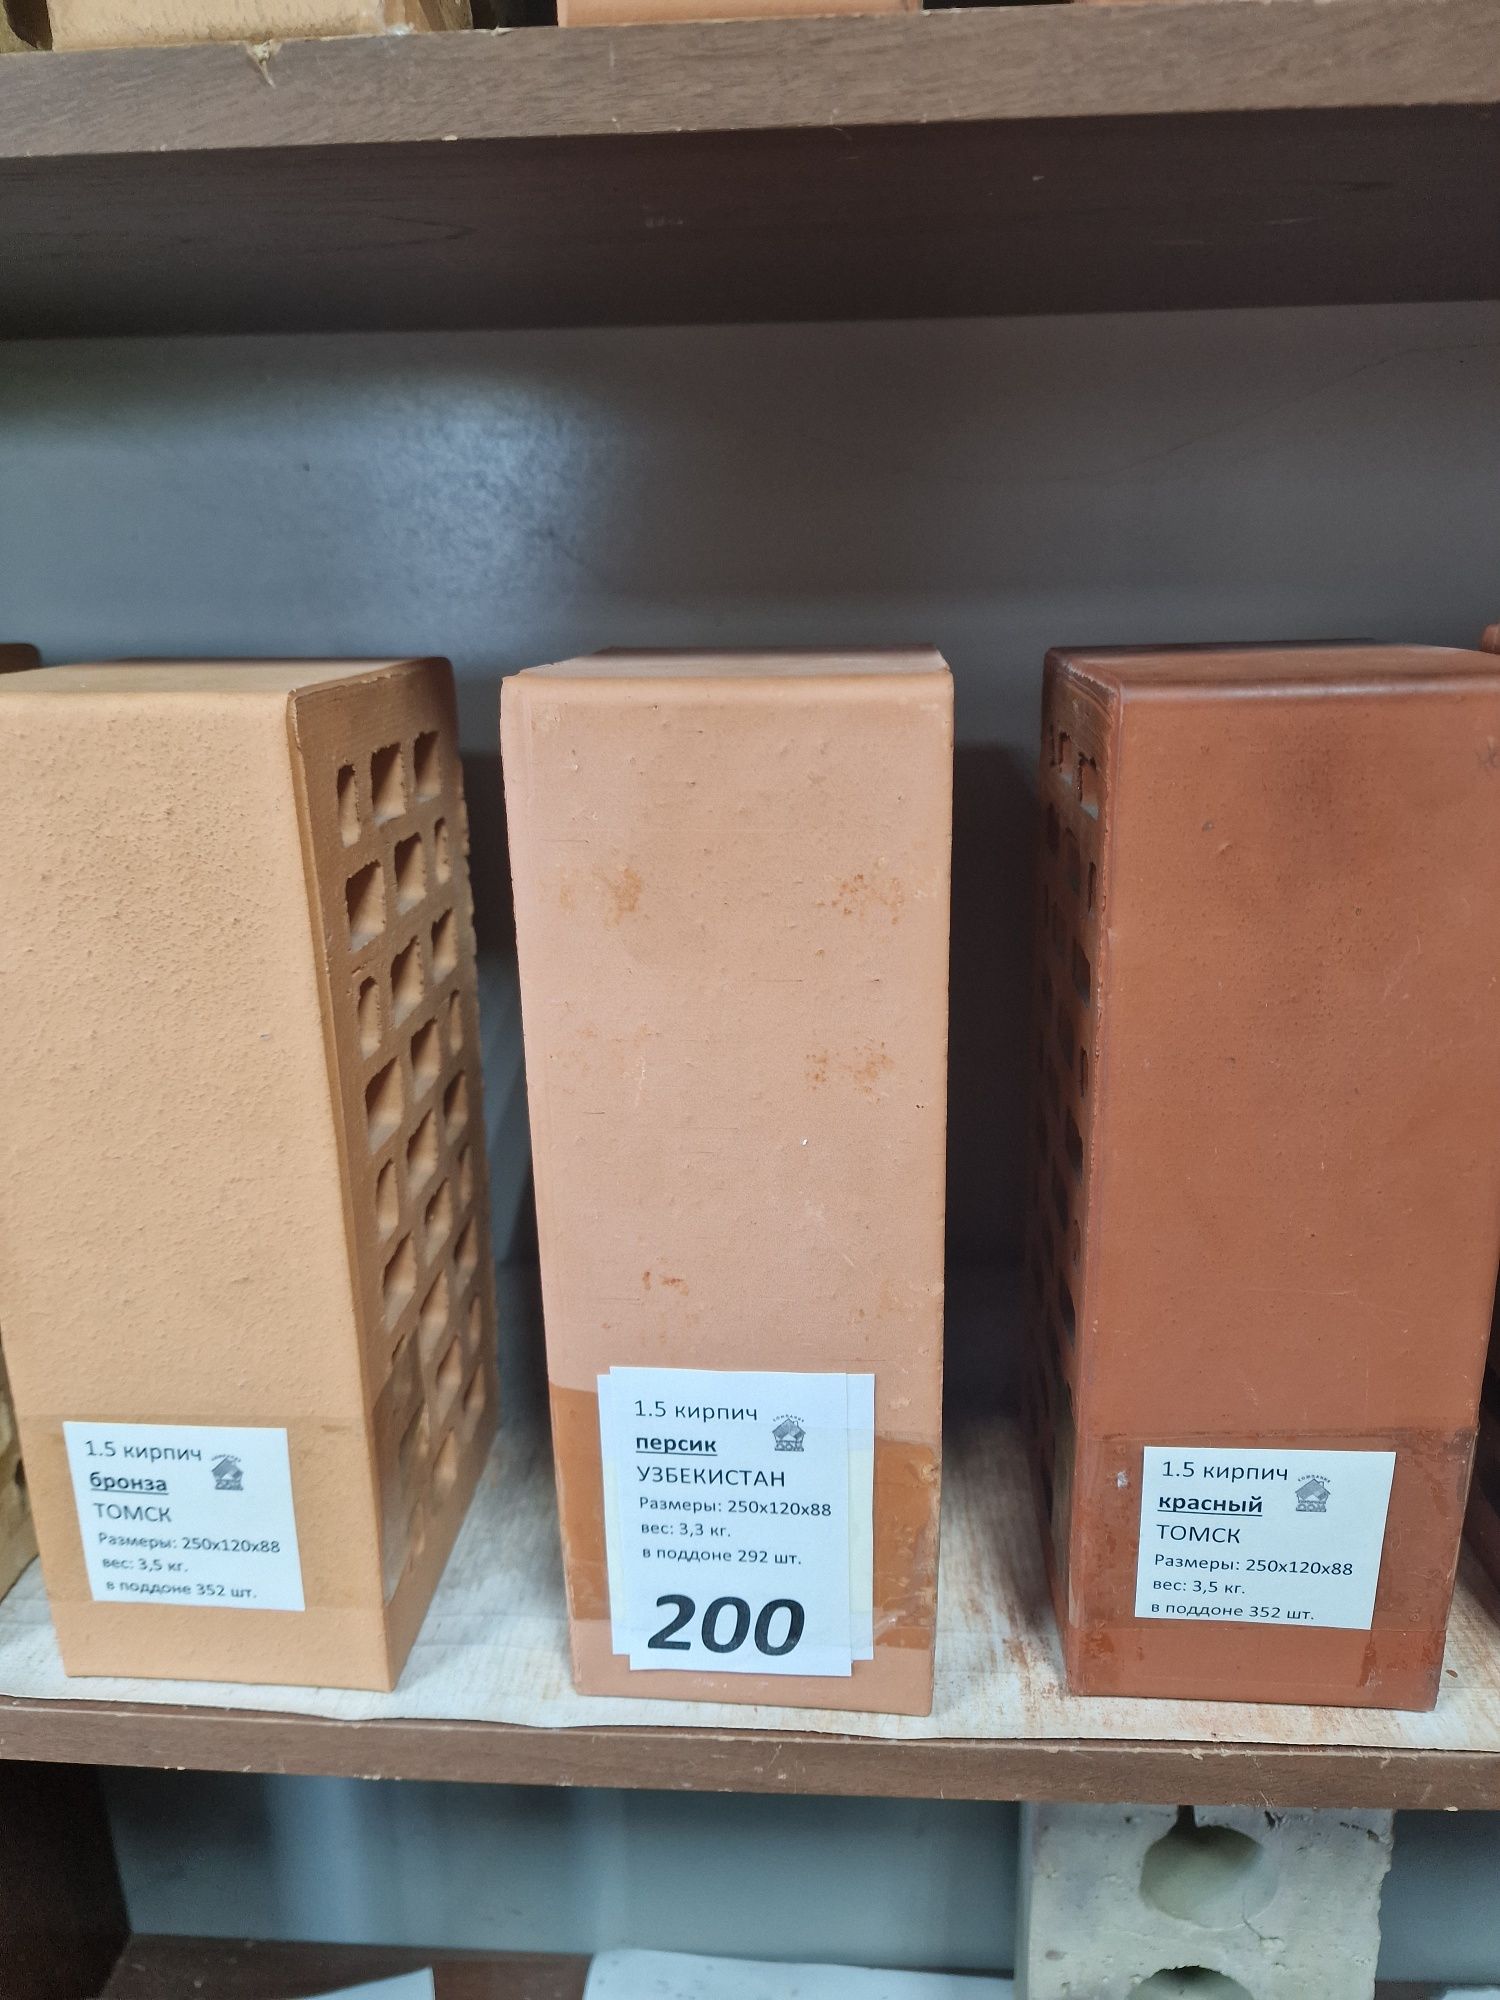 1.5 кирпич
бронза
ТОМСК
Размеры: 250х120х88
вес: 3,5 кг.
в поддоне 352 шт.
1.5 кирпич
персик
УЗБЕКИСТАН
Размеры: 250х120х88
вес: 3,3 кг.
в поддоне 292 шт.
200
1.5 кирпич
красный
ТОМСК
Размеры: 250х120х88
вес: 3,5 кг.
в поддоне 352 шт.